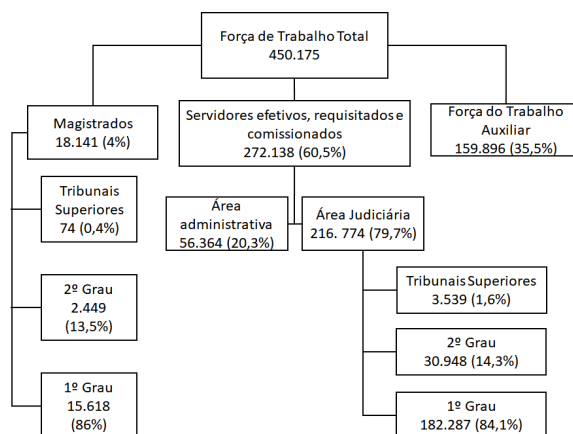 Força de Trabalho Total
450.175
Magistrados
18.141 (4%)
Servidores efetivos, requisitados e
comissionados
272.138 (60,5%)
Força do Trabalho
Auxiliar
159.896 (35,5%)
Tribunais
Superiores
74 (0,4%)
Área
administrativa
56.364 (20,3%)
Área Judiciária
216. 774 (79,7%)
2º Grau
2.449
(13,5%)
Tribunais Superiores
3.539 (1,6%)
2º Grau
30.948 (14,3%)
1º Grau
15.618
(86%)
1º Grau
182.287 (84,1%)